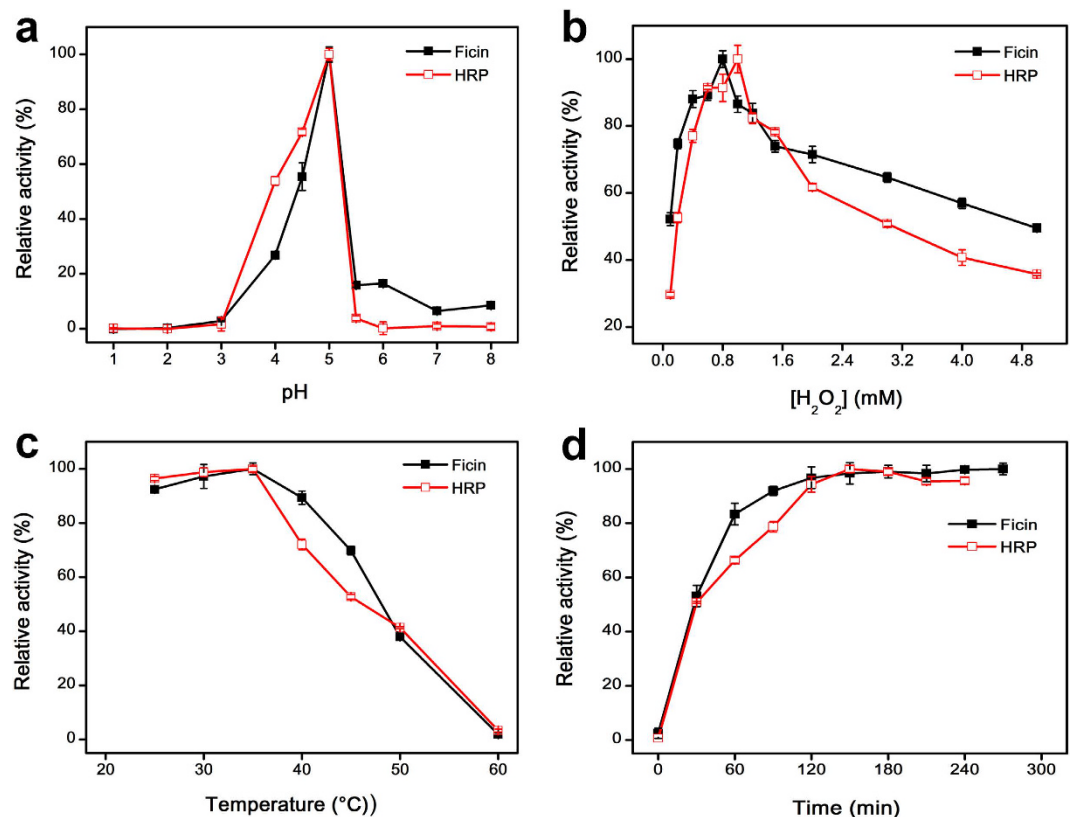 a
Relative activity (%)
100
80
60
40
20
0
Ficin
HRP
1 2 3 4 5 6 7 8
pH
b
Relative activity (%)
100
80
60
40
20
Ficin
HRP
0.0 0.8 1.6 2.4 3.2 4.0 4.8
[H₂O₂] (mM)
c
Relative activity (%)
100
80
60
40
20
0
Ficin
HRP
20 30 40 50 60
Temperature (°C))
d
Relative activity (%)
100
80
60
40
20
0
Ficin
HRP
0 60 120 180 240 300
Time (min)